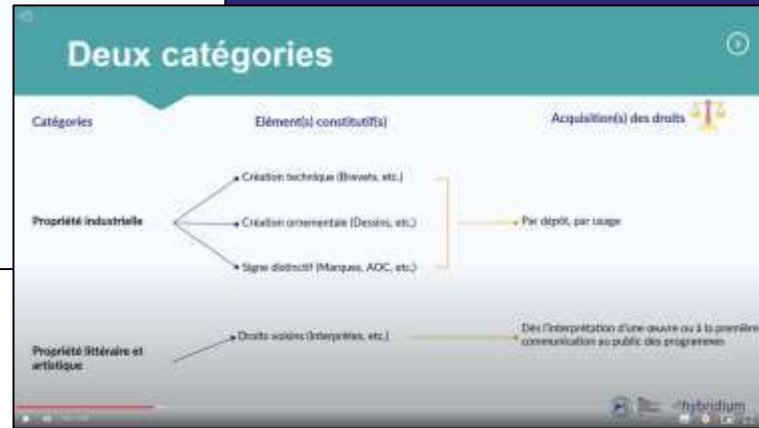 Deux catégories
Catégories
Elément(s) constitutif(s)
Acquisition(s) des droits
Création technique (Brevets, etc.)
Propriété industrielle
Création ornementale (Dessins, etc.)
Par dépôt, par usage
Signe distinctif (Marques, AOC, etc.)
Droits voisins (Interprètes, etc.)
Dès l'interprétation d'une œuvre ou à la première
communication au public des programmes
Propriété littéraire et
artistique
hybridium